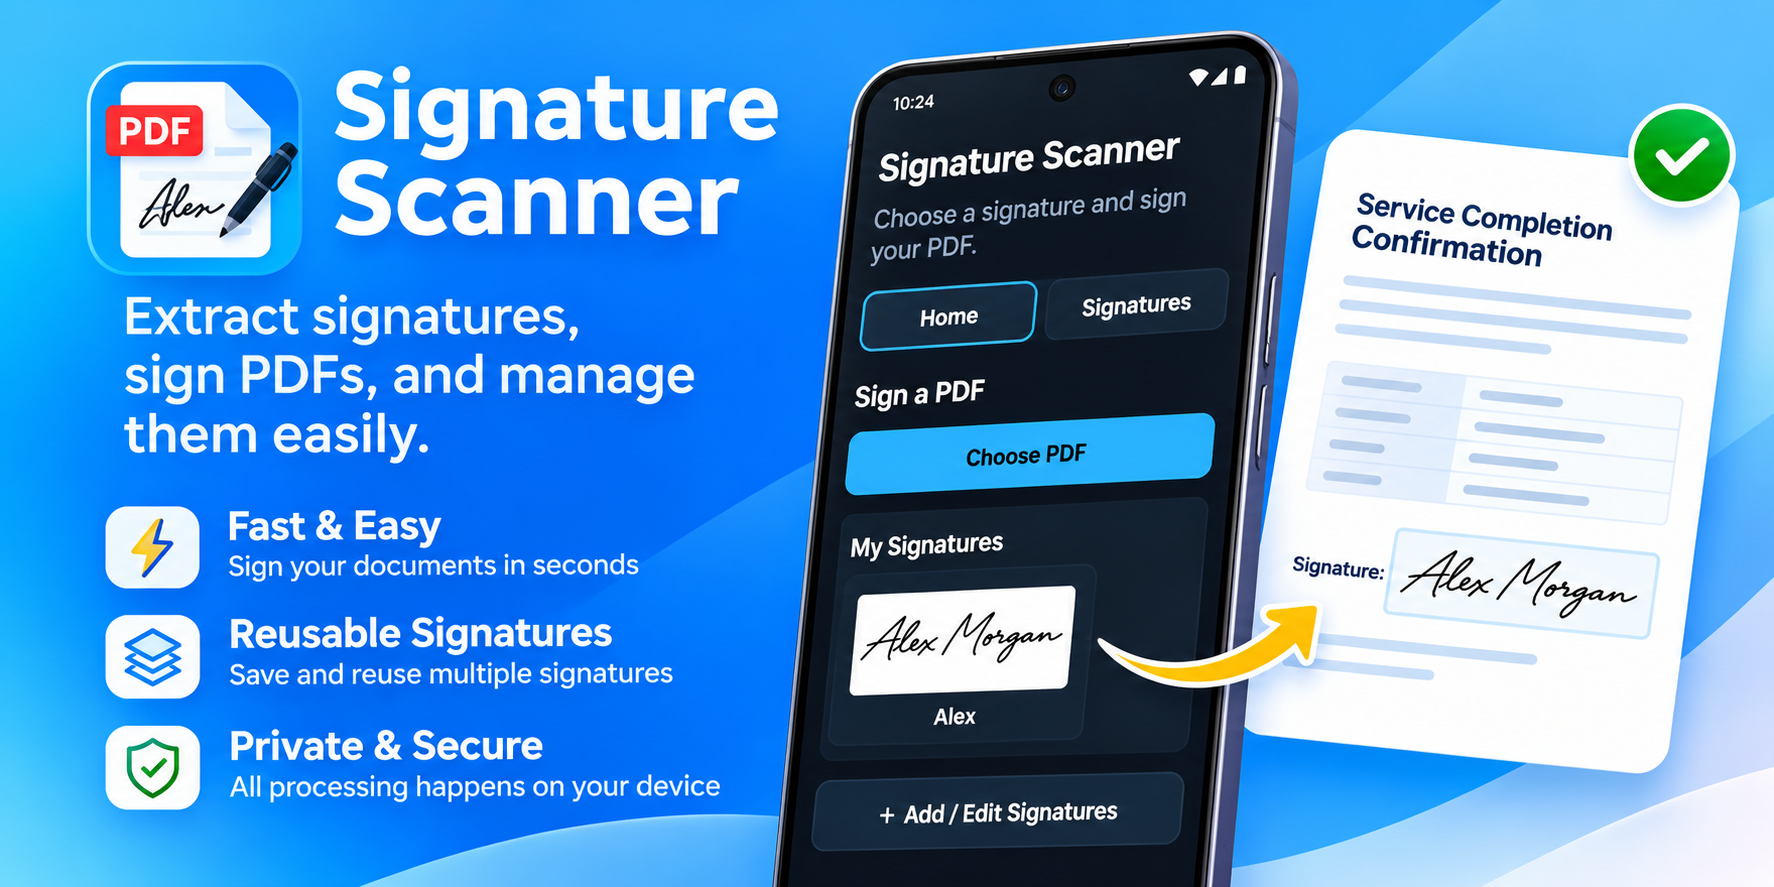 PDF
Alex
Signature
Scanner
Extract signatures,
sign PDFs, and manage
them easily.
Fast & Easy
Sign your documents in seconds
Reusable Signatures
Save and reuse multiple signatures
Private & Secure
All processing happens on your device
10:24
Signature Scanner
Choose a signature and sign
your PDF.
Home
Signatures
Sign a PDF
Choose PDF
My Signatures
Alex Morgan
Alex
+ Add / Edit Signatures
Service Completion
Confirmation
Signature: Alex Morgan